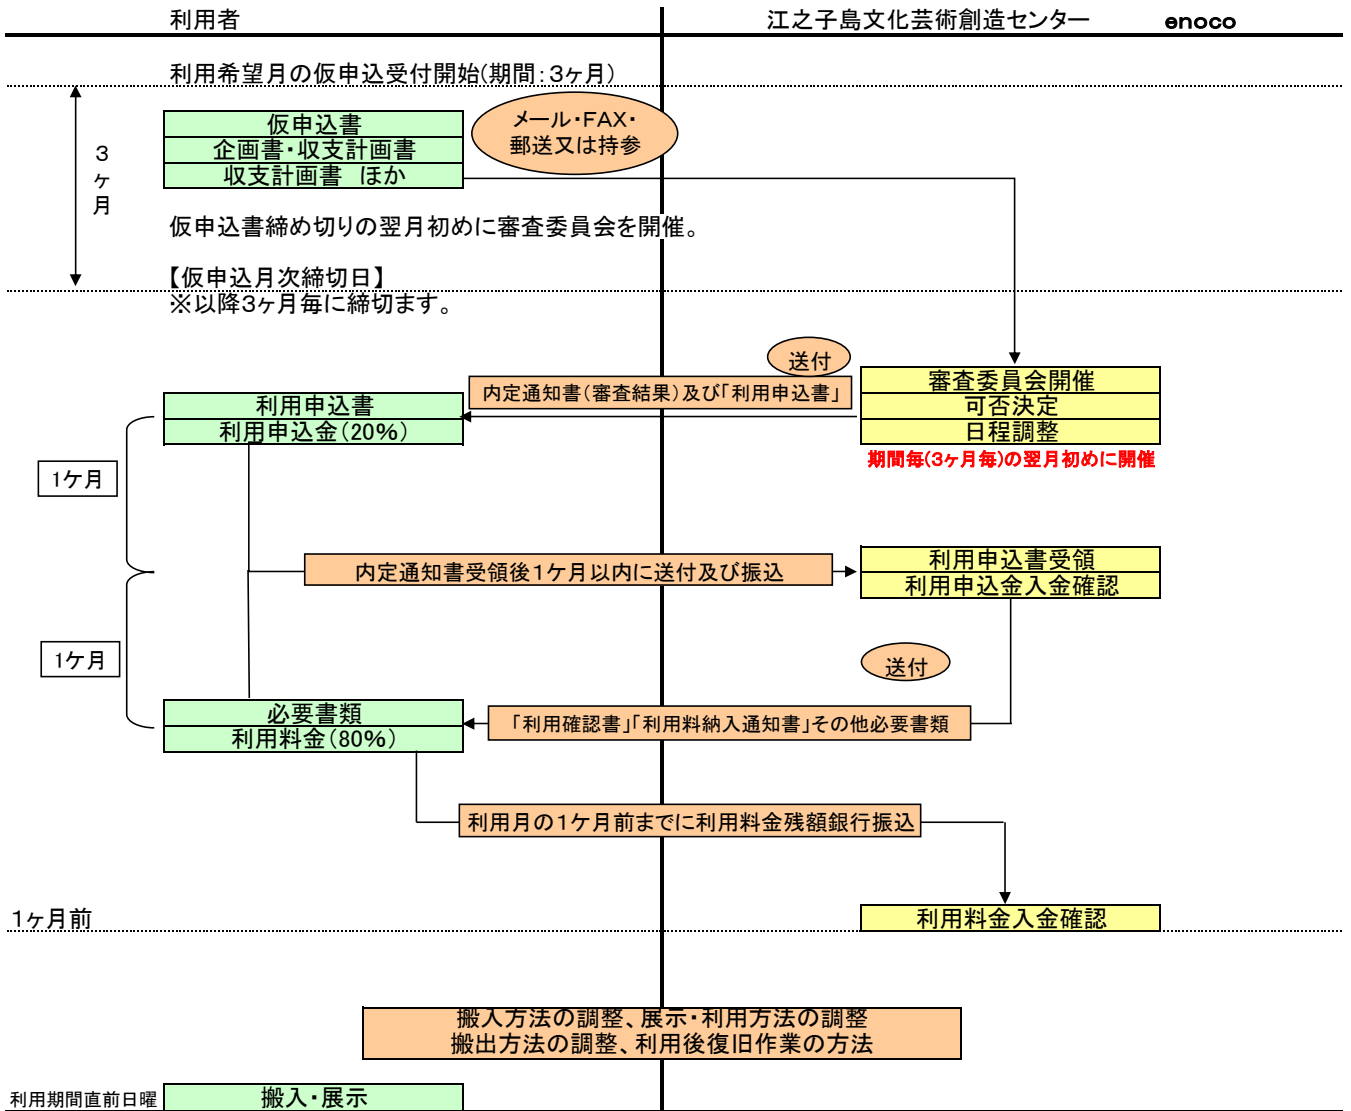 利用者
江之子島文化芸術創造センター enoco
利用希望月の仮申込受付開始(期間：3ヶ月)
3
ヶ
月
仮申込書
企画書・収支計画書
収支計画書 ほか
メール・FAX・
郵送又は持参
仮申込書締め切りの翌月初めに審査委員会を開催。
【仮申込月次締切日】
※以降3ヶ月毎に締切ます。
送付
内定通知書(審査結果)及び「利用申込書」
審査委員会開催
可否決定
日程調整
期間毎(3ヶ月毎)の翌月初めに開催
利用申込書
利用申込金(20%)
1ケ月
内定通知書受領後1ケ月以内に送付及び振込
利用申込書受領
利用申込金入金確認
1ケ月
送付
必要書類
利用料金(80%)
「利用確認書」「利用料納入通知書」その他必要書類
利用月の1ケ月前までに利用料金残額銀行振込
1ヶ月前
利用料金入金確認
搬入方法の調整、展示・利用方法の調整
搬出方法の調整、利用後復旧作業の方法
利用期間直前日曜
搬入・展示